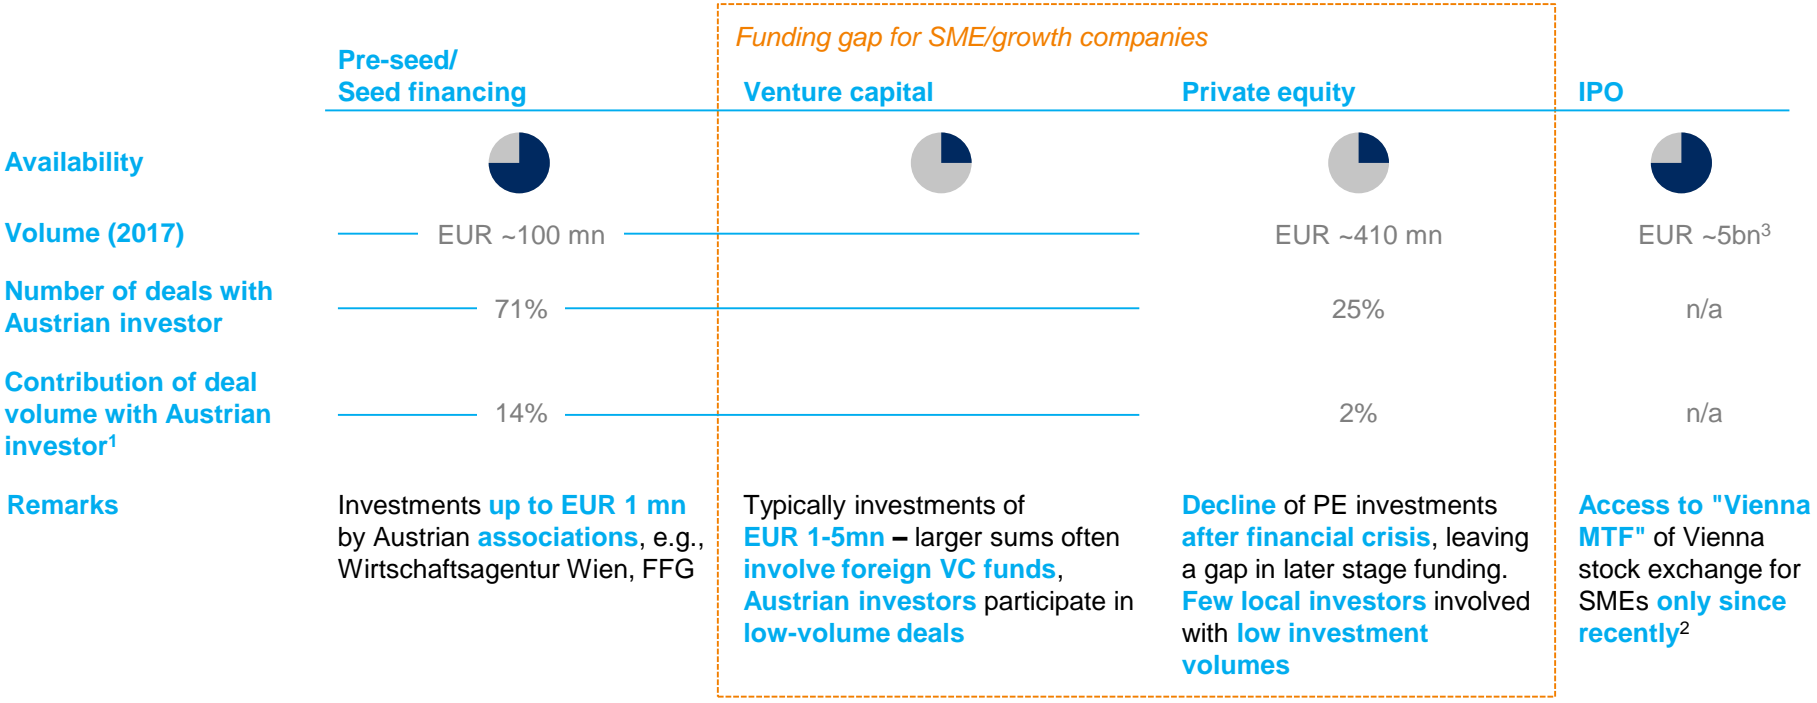 Funding gap for SME/growth companies
Pre-seed/
Seed financing
Venture capital
Private equity
IPO
Availability
Volume (2017)
EUR ~100 mn
EUR ~410 mn
EUR ~5bn³
Number of deals with
Austrian investor
71%
25%
n/a
Contribution of deal
volume with Austrian
investor¹
14%
2%
n/a
Remarks
Investments up to EUR 1 mn
by Austrian associations, e.g.,
Wirtschaftsagentur Wien, FFG
Typically investments of
EUR 1-5mn – larger sums often
involve foreign VC funds,
Austrian investors participate in
low-volume deals
Decline of PE investments
after financial crisis, leaving
a gap in later stage funding.
Few local investors involved
with low investment
volumes
Access to "Vienna
MTF" of Vienna
stock exchange for
SMEs only since
recently²